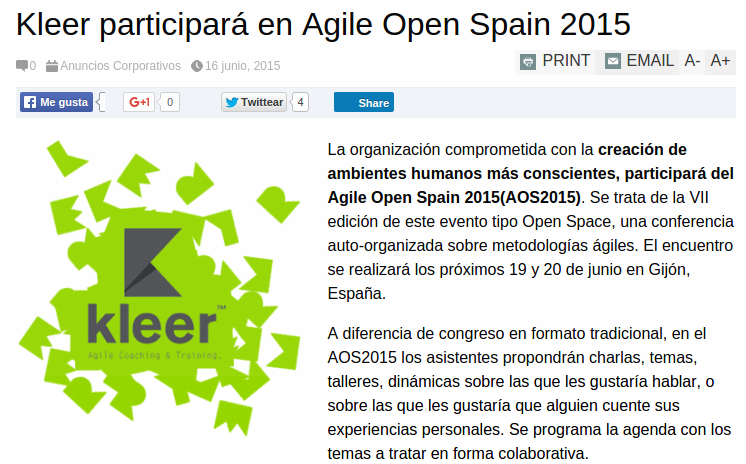 Kleer participará en Agile Open Spain 2015
0 Anuncios Corporativos 16 junio, 2015
PRINT EMAIL A- A+
Me gusta G+1 0 Twittear 4 Share
La organización comprometida con la creación de
ambientes humanos más conscientes, participará del
Agile Open Spain 2015(AOS2015). Se trata de la VII
edición de este evento tipo Open Space, una conferencia
auto-organizada sobre metodologías ágiles. El encuentro
se realizará los próximos 19 y 20 de junio en Gijón,
España.
kleer™
Agile Coaching & Training.
A diferencia de congreso en formato tradicional, en el
AOS2015 los asistentes propondrán charlas, temas,
talleres, dinámicas sobre las que les gustaría hablar, o
sobre las que les gustaría que alguien cuente sus
experiencias personales. Se programa la agenda con los
temas a tratar en forma colaborativa.